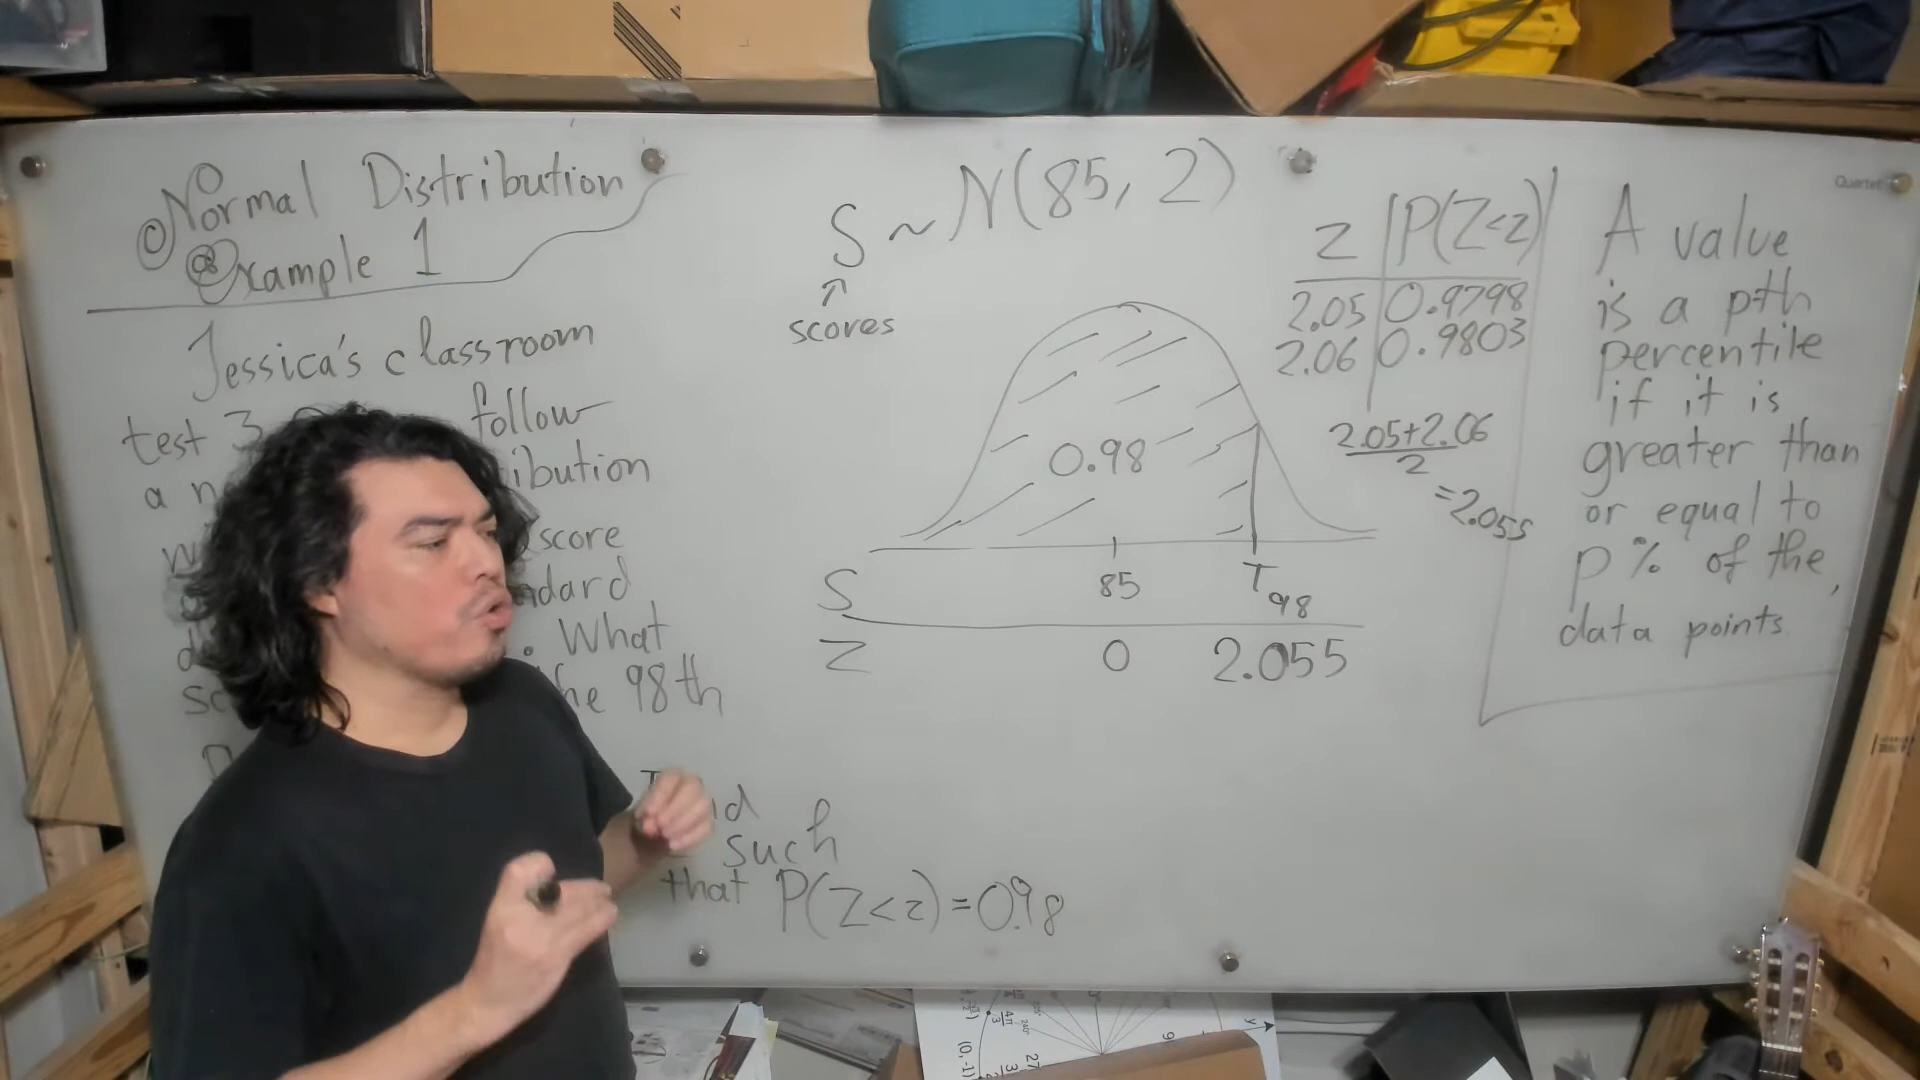 Normal Distribution
Example 1
Jessica's classroom
test 3 follow
a n ibution
score
ndard
. What
he 98th
nd
such
that P(Z<z)=0.98
S ~ N(85, 2)
↑
scores
0.98
S 85 T98
Z 0 2.055
z P(Z<z)
2.05 0.9798
2.06 0.9803
2.05+2.06
2
=2.055
Quartet
A value
is a pth
percentile
if it is
greater than
or equal to
p% of the
data points.